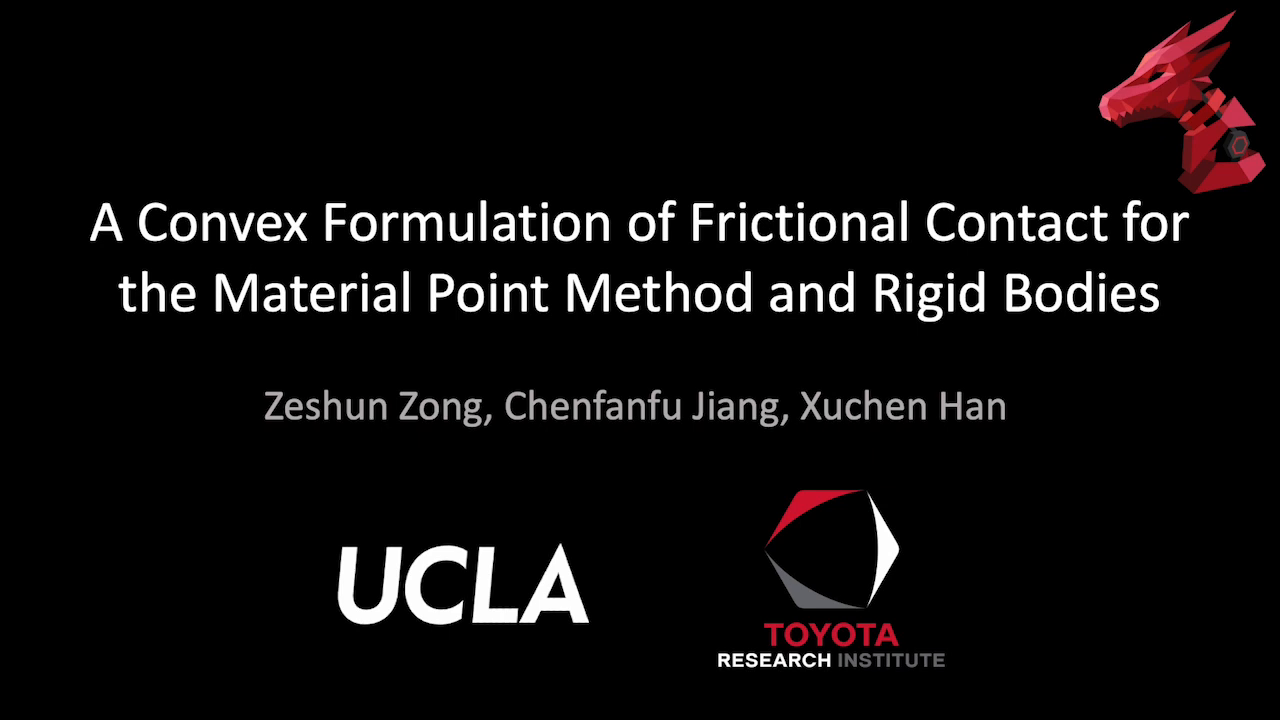 A Convex Formulation of Frictional Contact for
the Material Point Method and Rigid Bodies
Zeshun Zong, Chenfanfu Jiang, Xuchen Han
UCLA
TOYOTA
RESEARCH INSTITUTE